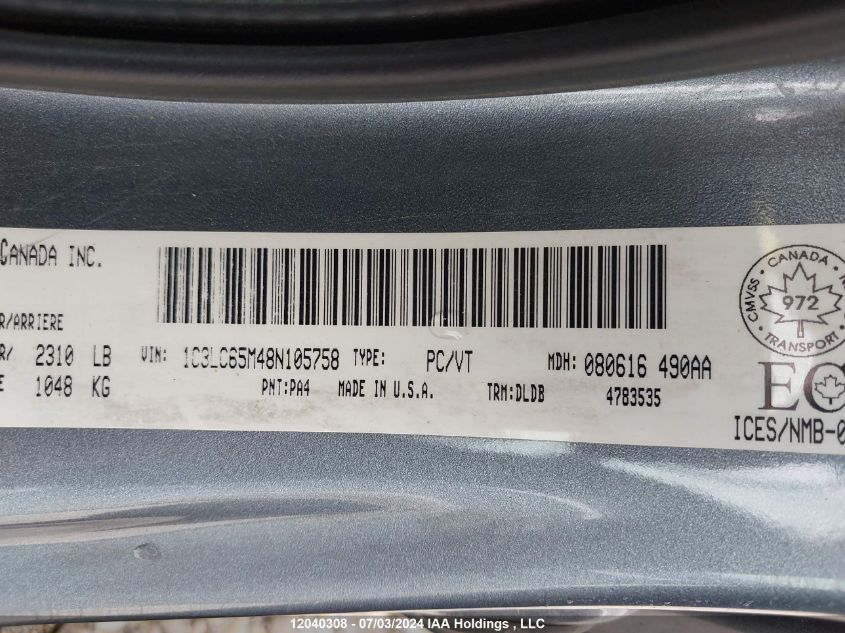 CANADA INC.
R/ARRIERE
R/ 2310 LB VIN: 1C3LC65M48N105758 TYPE: PC/VT MDH: 080616 490AA
E 1048 KG PNT:PA4 MADE IN U.S.A. TRM:DLDB 4783535
CMVSS • CANADA •
972
TRANSPORT
EC
ICES/NMB-0
12040308 - 07/03/2024 IAA Holdings, LLC